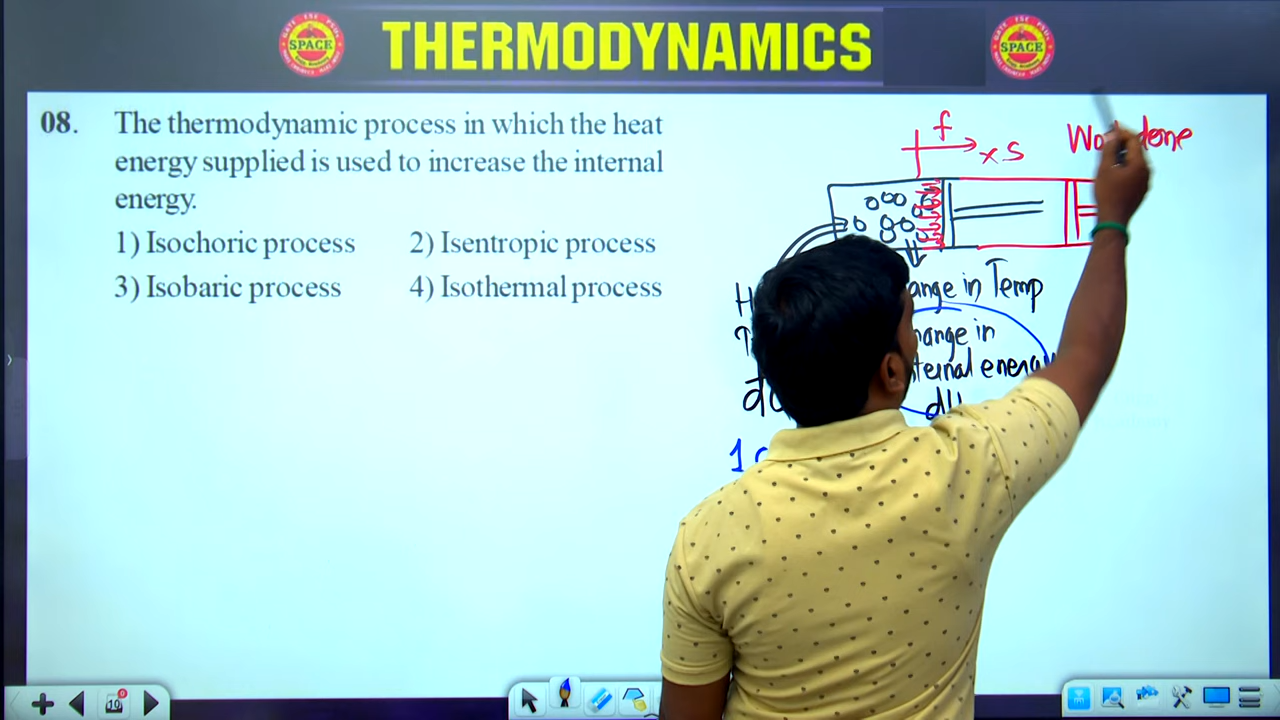 SPACE
THERMODYNAMICS
SPACE
08. The thermodynamic process in which the heat
energy supplied is used to increase the internal
energy.
1) Isochoric process 2) Isentropic process
3) Isobaric process 4) Isothermal process
f
x S
ange in Temp
hange in
ternal energy
dU
10